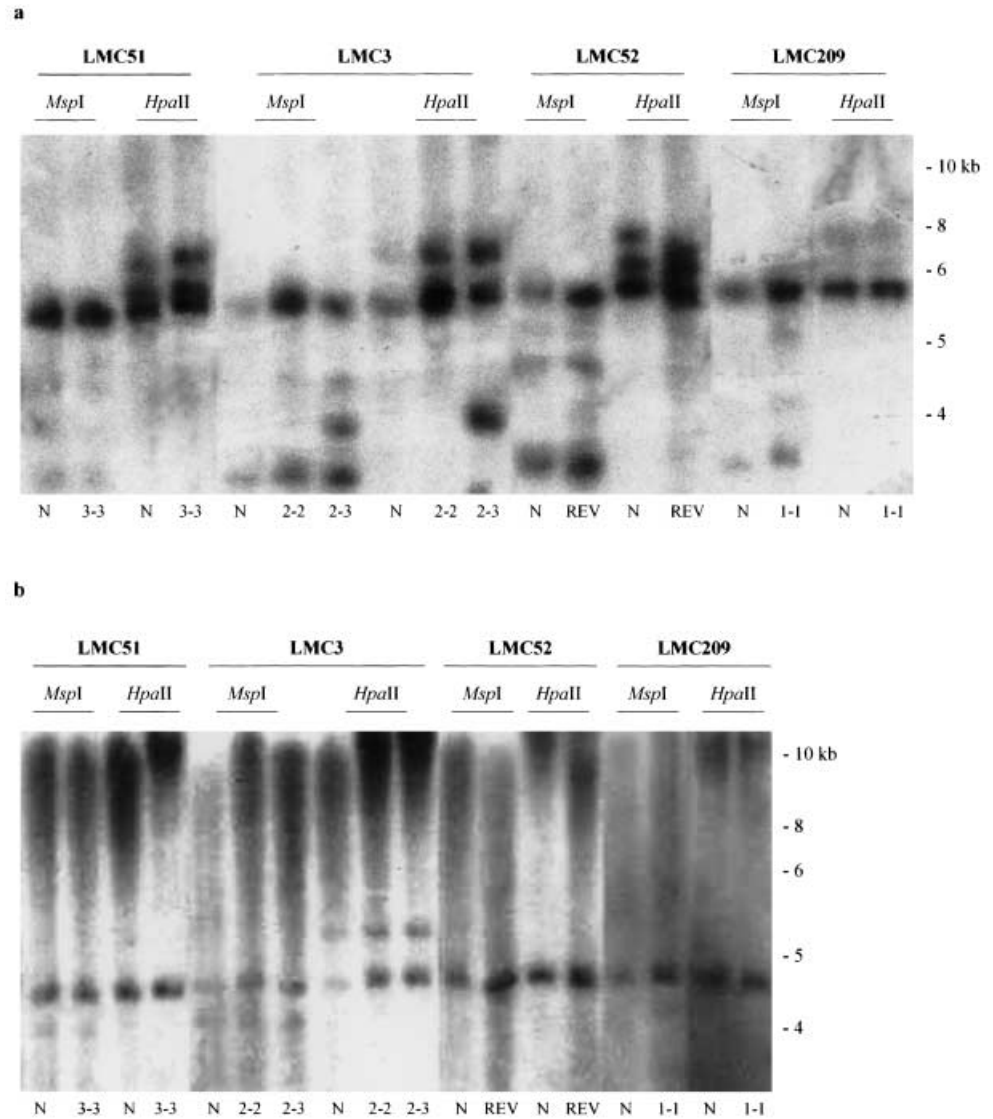 a
LMC51 LMC3 LMC52 LMC209
MspI HpaII MspI HpaII MspI HpaII MspI HpaII
- 10 kb
- 8
- 6
- 5
- 4
N 3-3 N 3-3 N 2-2 2-3 N 2-2 2-3 N REV N REV N 1-1 N 1-1
b
LMC51 LMC3 LMC52 LMC209
MspI HpaII MspI HpaII MspI HpaII MspI HpaII
- 10 kb
- 8
- 6
- 5
- 4
N 3-3 N 3-3 N 2-2 2-3 N 2-2 2-3 N REV N REV N 1-1 N 1-1